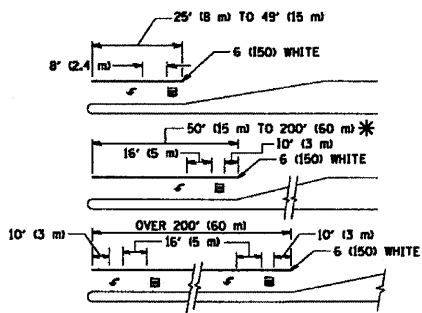 25' (8 m) TO 49' (15 m)
6 (150) WHITE
8' (2.4 m)
50' (15 m) TO 200' (60 m) *
16' (5 m)
10' (3 m)
6 (150) WHITE
OVER 200' (60 m)
10' (3 m)
16' (5 m)
10' (3 m)
6 (150) WHITE